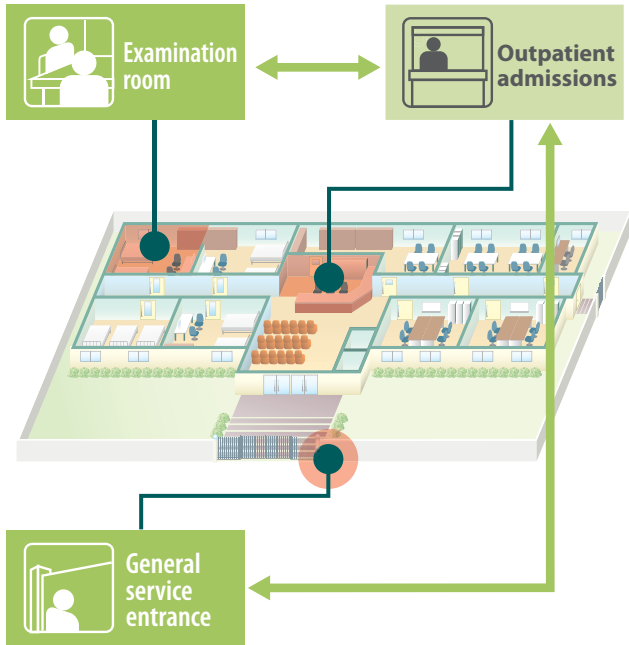 Examination
room
Outpatient
admissions
General
service
entrance